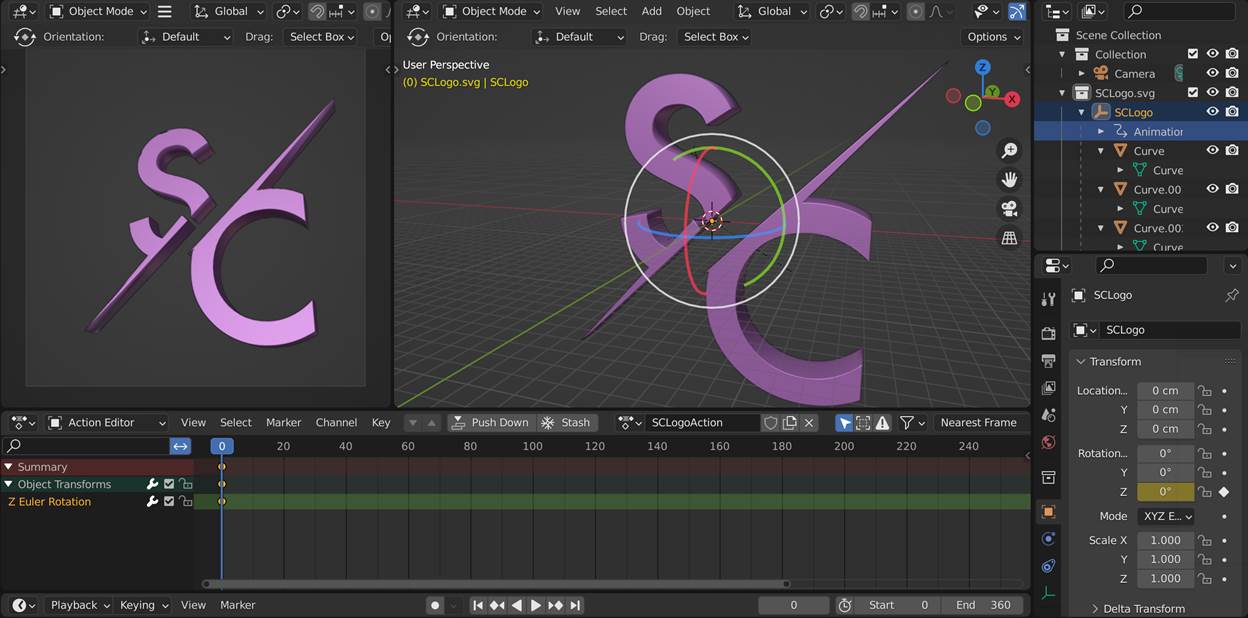 Object Mode Global
Orientation: Default Drag: Select Box Op
Object Mode View Select Add Object Global
Orientation: Default Drag: Select Box Options
User Perspective
(0) SCLogo.svg | SCLogo
Z
Y
X
S
C
Scene Collection
Collection
Camera
SCLogo.svg
SCLogo
Animation
Curve
Curve
Curve.00
Curve
Curve.00
Curve
SCLogo
SCLogo
Transform
Location... 0 cm
Y 0 cm
Z 0 cm
Rotation... 0°
Y 0°
Z 0°
Mode XYZ E...
Scale X 1.000
Y 1.000
Z 1.000
Delta Transform
Action Editor View Select Marker Channel Key Push Down Stash SCLogoAction Nearest Frame
0 20 40 60 80 100 120 140 160 180 200 220 240
Summary
Object Transforms
Z Euler Rotation
Playback Keying View Marker 0 Start 0 End 360